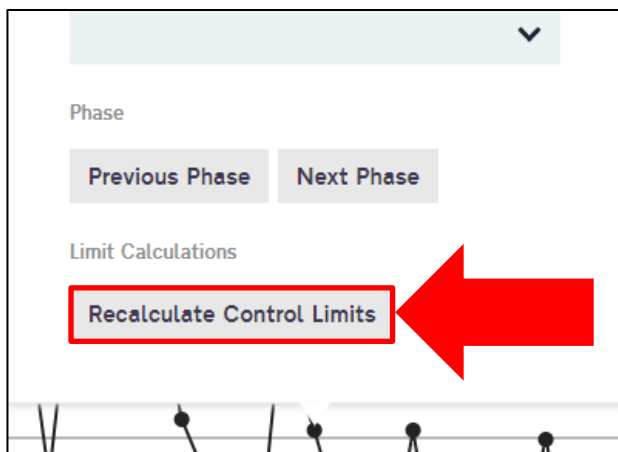 Phase
Previous Phase Next Phase
Limit Calculations
Recalculate Control Limits